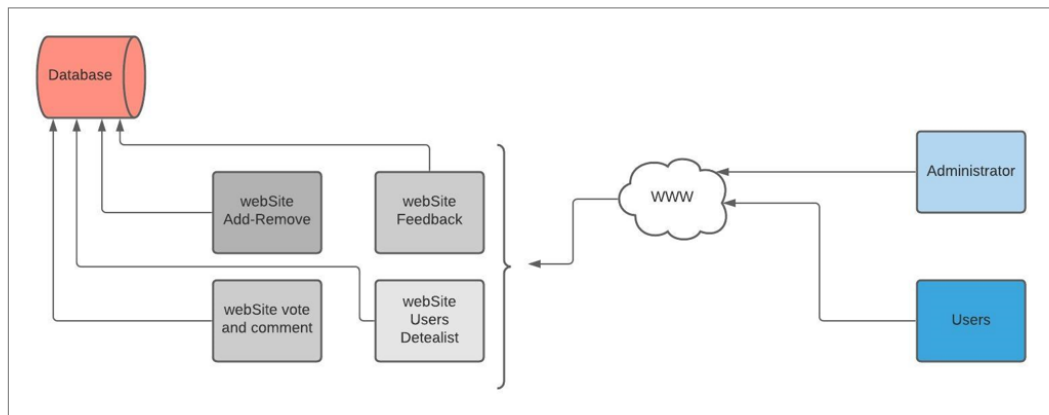 Database
webSite
Add-Remove
webSite
Feedback
WWW
Administrator
webSite vote
and comment
webSite
Users
Detealist
Users